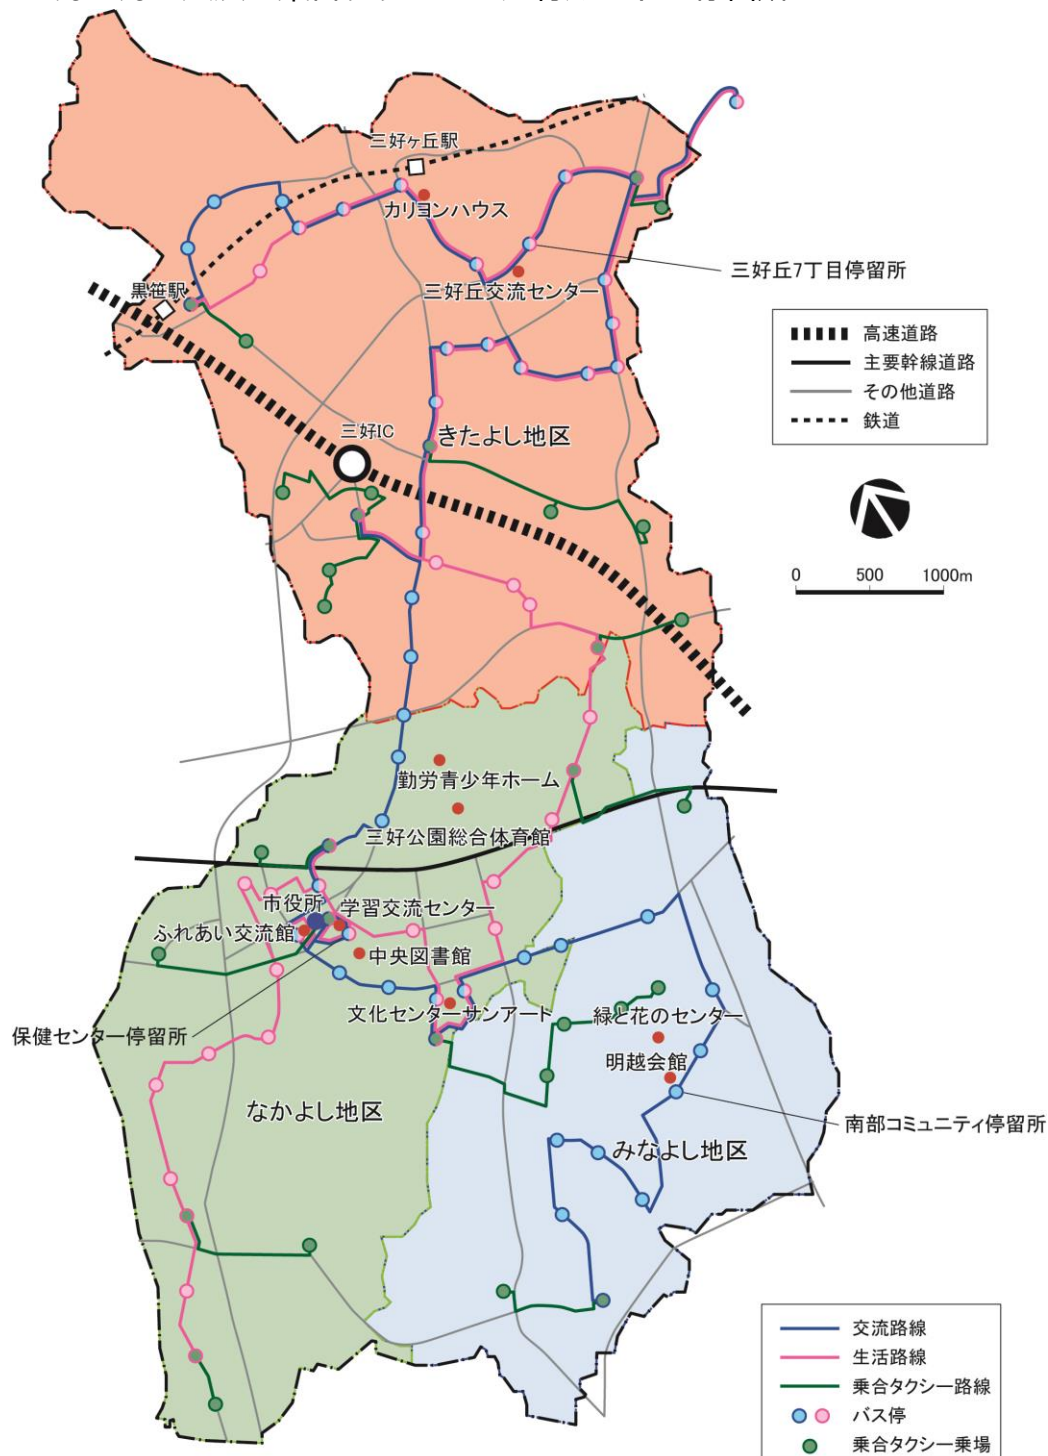 三好ヶ丘駅
カリヨンハウス
三好丘7丁目停留所
三好丘交流センター
黒笹駅
高速道路
主要幹線道路
その他道路
鉄道
三好IC
きたよし地区
0 500 1000m
勤労青少年ホーム
三好公園総合体育館
市役所
学習交流センター
ふれあい交流館
中央図書館
文化センターサンアート
緑と花のセンター
保健センター停留所
明越会館
なかよし地区
南部コミュニティ停留所
みなよし地区
交流路線
生活路線
乗合タクシー路線
バス停
乗合タクシー乗場